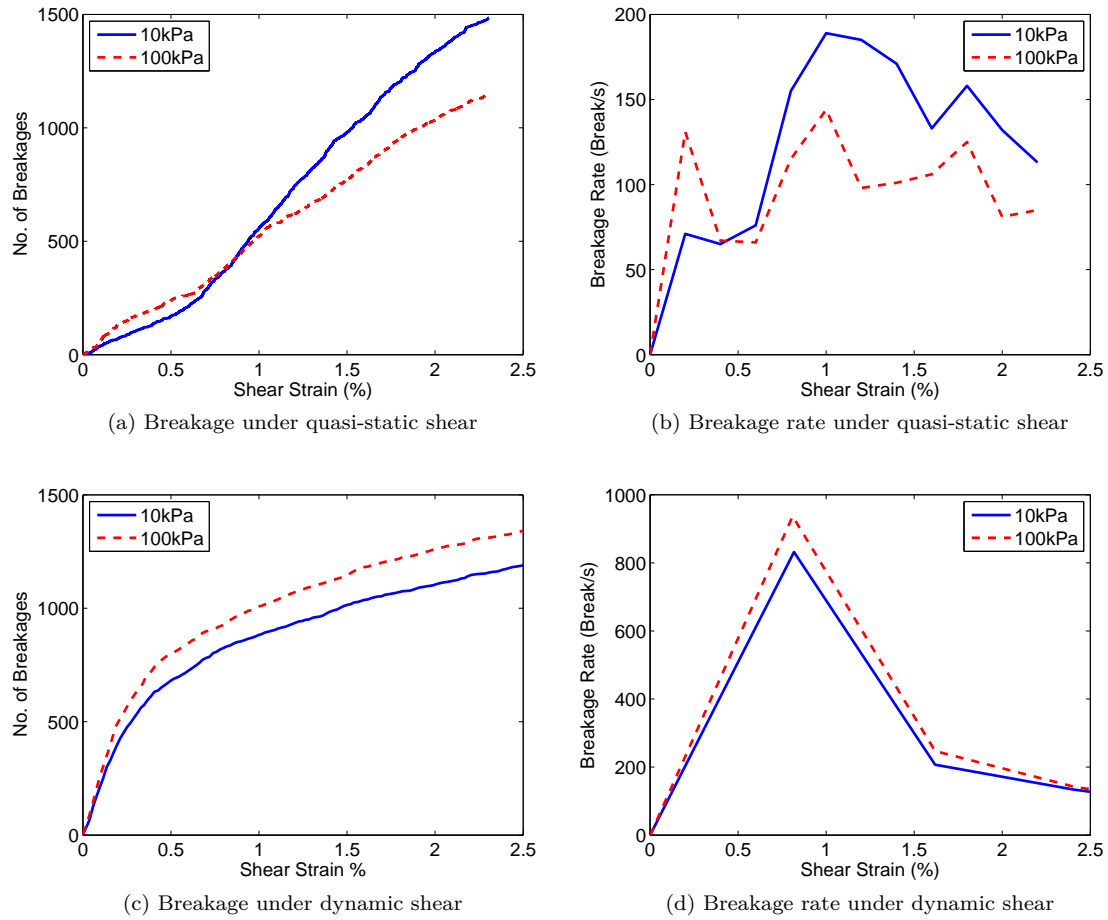 1500
10kPa
100kPa
1000
500
0
No. of Breakages
0 0.5 1 1.5 2 2.5
Shear Strain (%)
(a) Breakage under quasi-static shear
200
10kPa
100kPa
150
100
50
0
Breakage Rate (Break/s)
0 0.5 1 1.5 2 2.5
Shear Strain (%)
(b) Breakage rate under quasi-static shear
1500
10kPa
100kPa
1000
500
0
No. of Breakages
0 0.5 1 1.5 2 2.5
Shear Strain %
(c) Breakage under dynamic shear
1000
10kPa
100kPa
800
600
400
200
0
Breakage Rate (Break/s)
0 0.5 1 1.5 2 2.5
Shear Strain (%)
(d) Breakage rate under dynamic shear